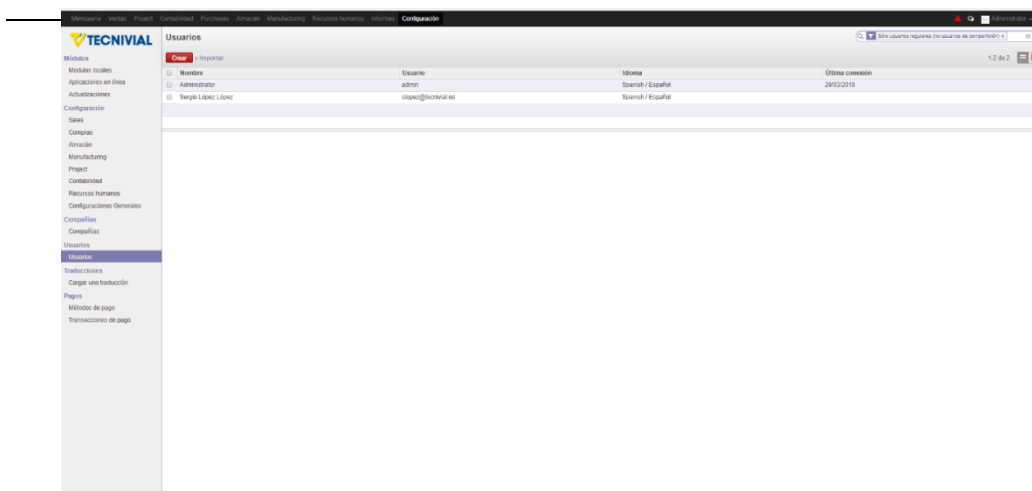 Mensajería Ventas Project Contabilidad Purchases Almacén Manufacturing Recursos humanos Informes Configuración Administrator
TECNIVIAL
Usuarios
Sólo usuarios regulares (no usuarios de compartición) x
Crear o Importar
1-2 de 2
Nombre Usuario Idioma Última conexión
Administrator admin Spanish / Español 29/03/2018
Sergio López López slopez@tecnivial.es Spanish / Español
Módulos
Modulos locales
Aplicaciones en línea
Actualizaciones
Configuración
Sales
Compras
Almacén
Manufacturing
Project
Contabilidad
Recursos humanos
Configuraciones Generales
Compañías
Compañías
Usuarios
Usuarios
Traducciones
Cargar una traducción
Pagos
Métodos de pago
Transacciones de pago